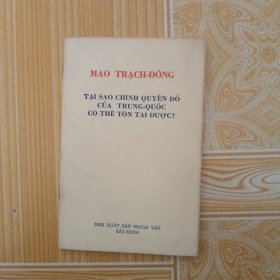 MAO TRẠCH-ĐÔNG
TẠI SAO CHÍNH QUYỀN ĐỎ
CỦA TRUNG-QUỐC
CÓ THỂ TỒN TẠI ĐƯỢC?
NHÀ XUẤT BẢN NGOẠI VĂN
BẮC-KINH